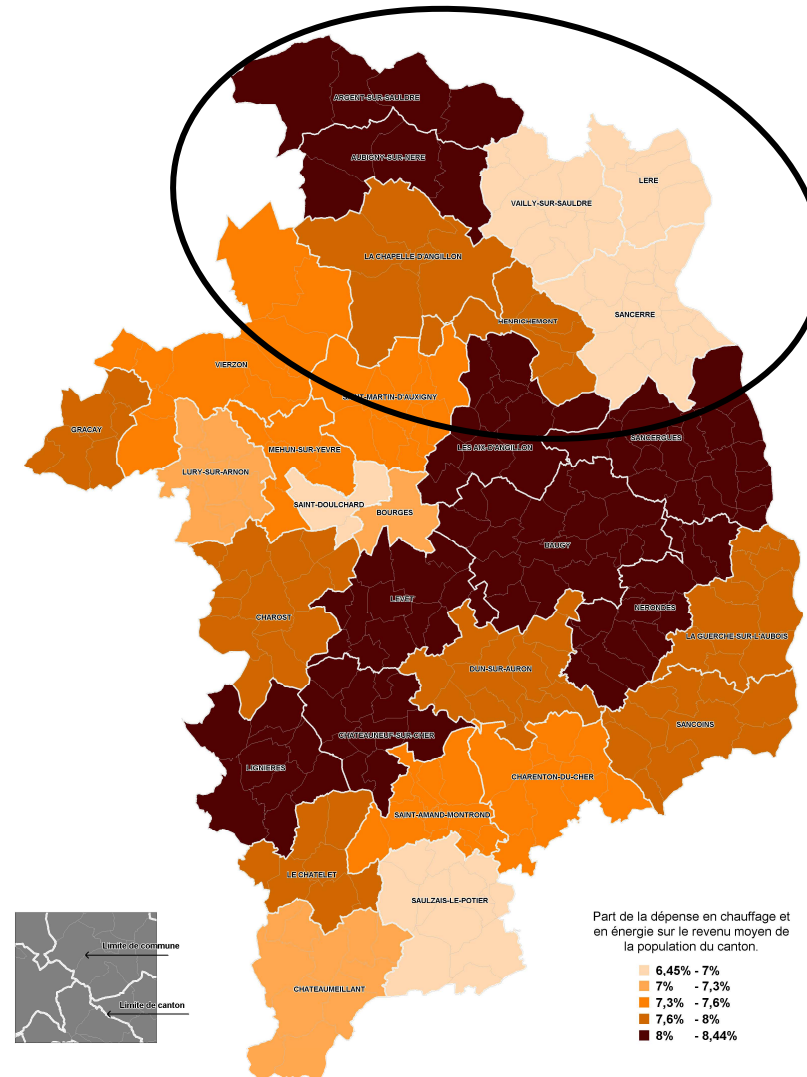 ARGENT-SUR-SAULDRE
AUBIGNY-SUR-NERE
LERE
VAILLY-SUR-SAULDRE
LA CHAPELLE D'ANGILLON
SANCERRE
HENRICHEMONT
VIERZON
SAINT-MARTIN-D'AUXIGNY
GRACAY
SANCERGUES
MEHUN-SUR-YEVRE
LES AIX-D'ANGILLON
LURY-SUR-ARNON
SAINT-DOULCHARD
BOURGES
BAUGY
LEVET
NERONDES
CHAROST
LA GUERCHE-SUR-L'AUBOIS
DUN-SUR-AURON
SANCOINS
CHATEAUNEUF-SUR-CHER
LIGNIERES
CHARENTON-DU-CHER
SAINT-AMAND-MONTROND
LE CHATELET
SAULZAIS-LE-POTIER
CHATEAUMEILLANT
Limite de commune
Limite de canton
Part de la dépense en chauffage et
en énergie sur le revenu moyen de
la population du canton.
6,45% - 7%
7% - 7,3%
7,3% - 7,6%
7,6% - 8%
8% - 8,44%